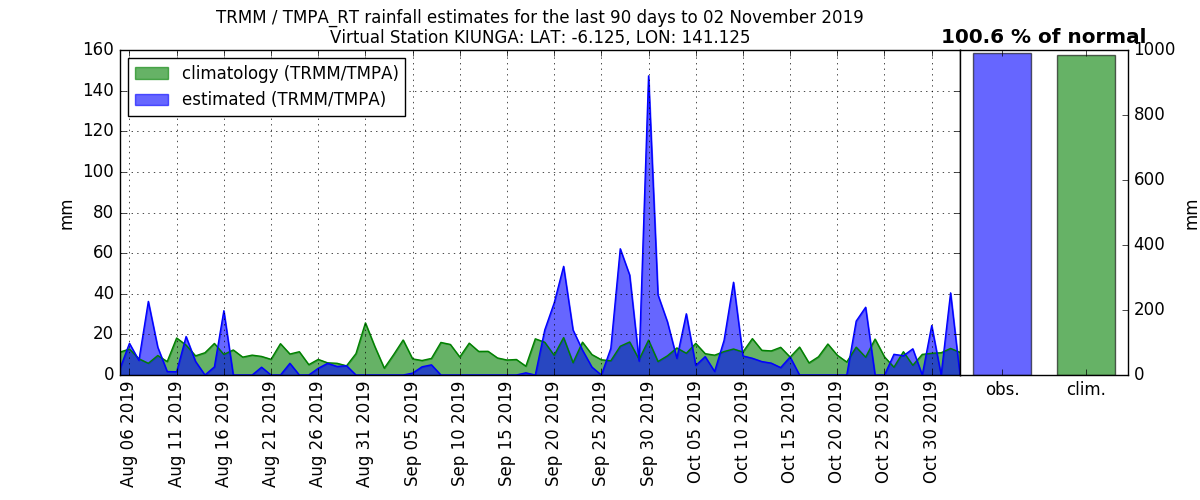 TRMM / TMPA_RT rainfall estimates for the last 90 days to 02 November 2019
Virtual Station KIUNGA: LAT: -6.125, LON: 141.125
100.6 % of normal
climatology (TRMM/TMPA)
estimated (TRMM/TMPA)
mm
160
140
120
100
80
60
40
20
0
Aug 06 2019
Aug 11 2019
Aug 16 2019
Aug 21 2019
Aug 26 2019
Aug 31 2019
Sep 05 2019
Sep 10 2019
Sep 15 2019
Sep 20 2019
Sep 25 2019
Sep 30 2019
Oct 05 2019
Oct 10 2019
Oct 15 2019
Oct 20 2019
Oct 25 2019
Oct 30 2019
obs.
clim.
1000
800
600
400
200
0
mm